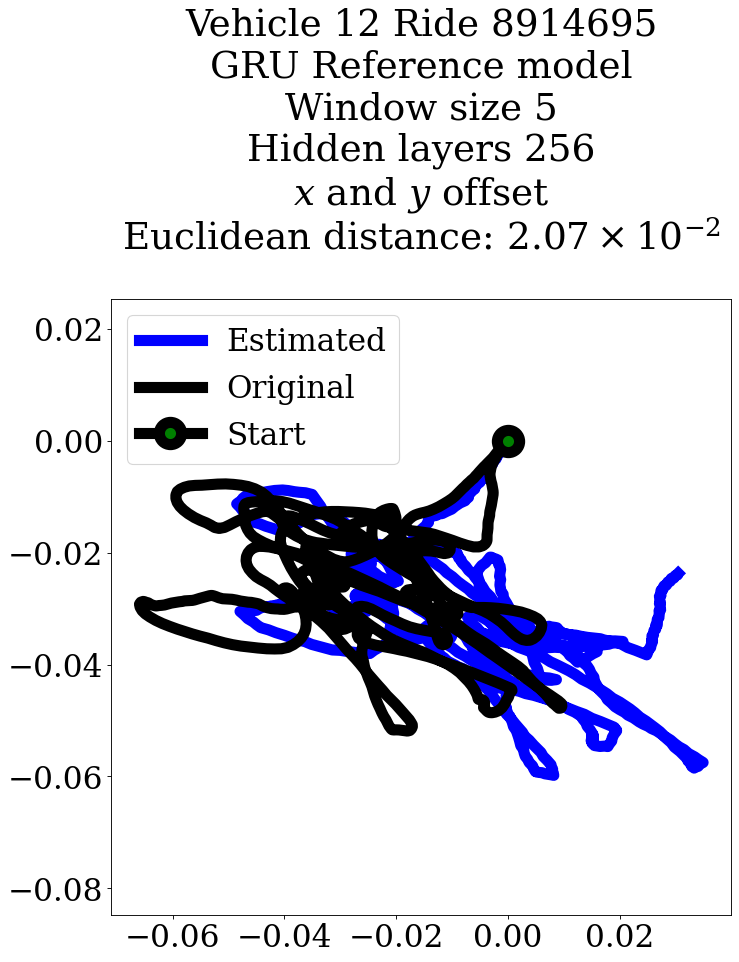 Vehicle 12 Ride 8914695
GRU Reference model
Window size 5
Hidden layers 256
x and y offset
Euclidean distance: 2.07 × 10⁻²
Estimated
Original
Start
0.02
0.00
−0.02
−0.04
−0.06
−0.08
−0.06 −0.04 −0.02 0.00 0.02